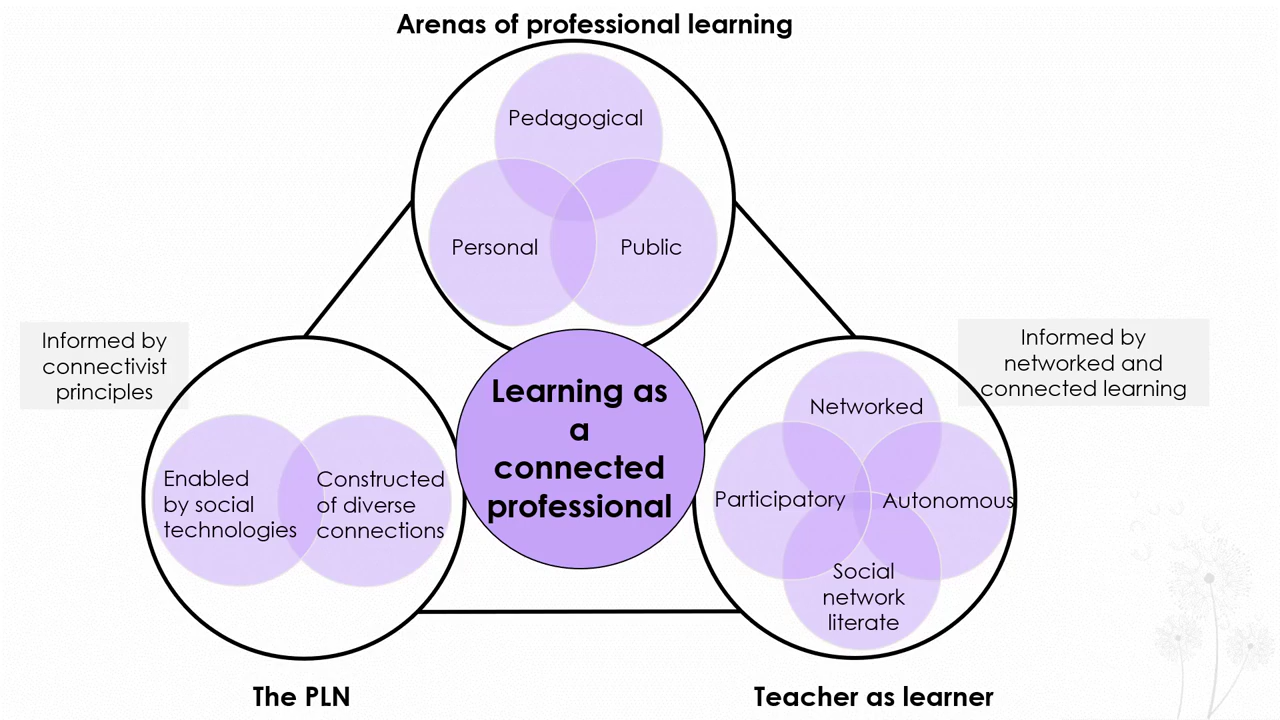 Arenas of professional learning
Pedagogical
Personal
Public
Informed by
connectivist
principles
Informed by
networked and
connected learning
Learning as
a
connected
professional
Enabled
by social
technologies
Constructed
of diverse
connections
Networked
Participatory
Autonomous
Social
network
literate
The PLN
Teacher as learner